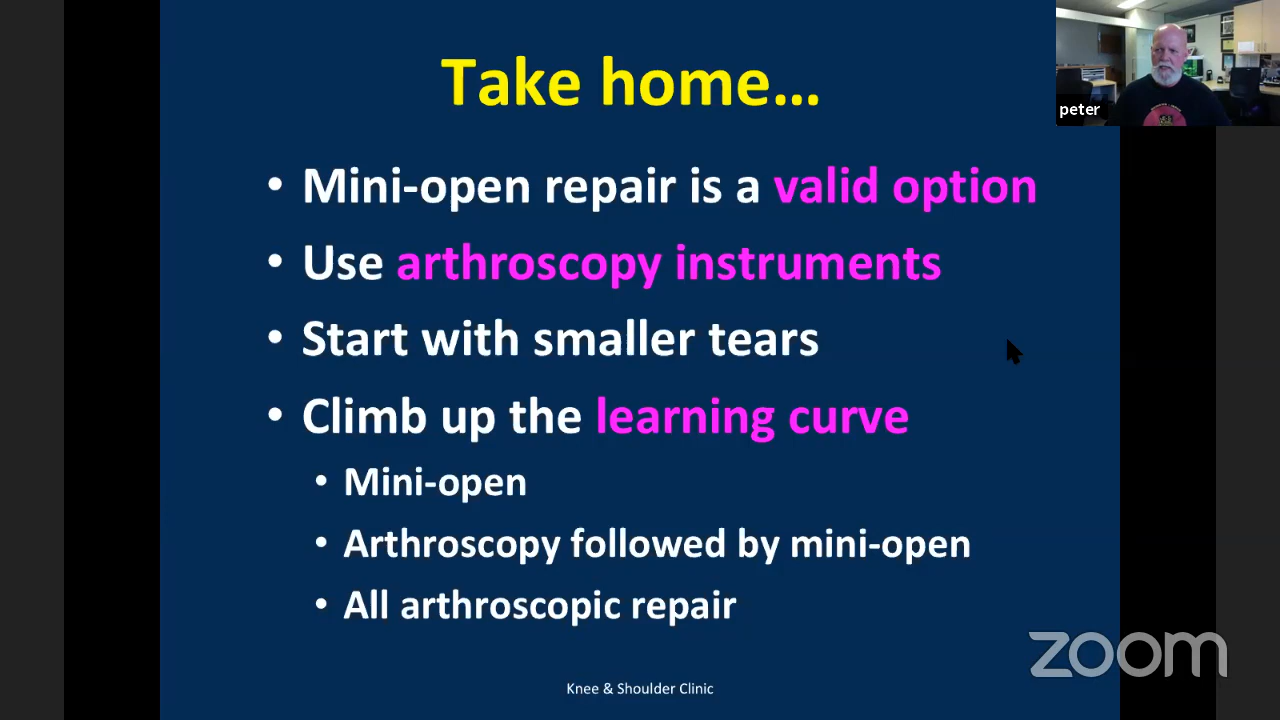 Take home...
peter
• Mini-open repair is a valid option
• Use arthroscopy instruments
• Start with smaller tears
• Climb up the learning curve
• Mini-open
• Arthroscopy followed by mini-open
• All arthroscopic repair
zoom
Knee & Shoulder Clinic